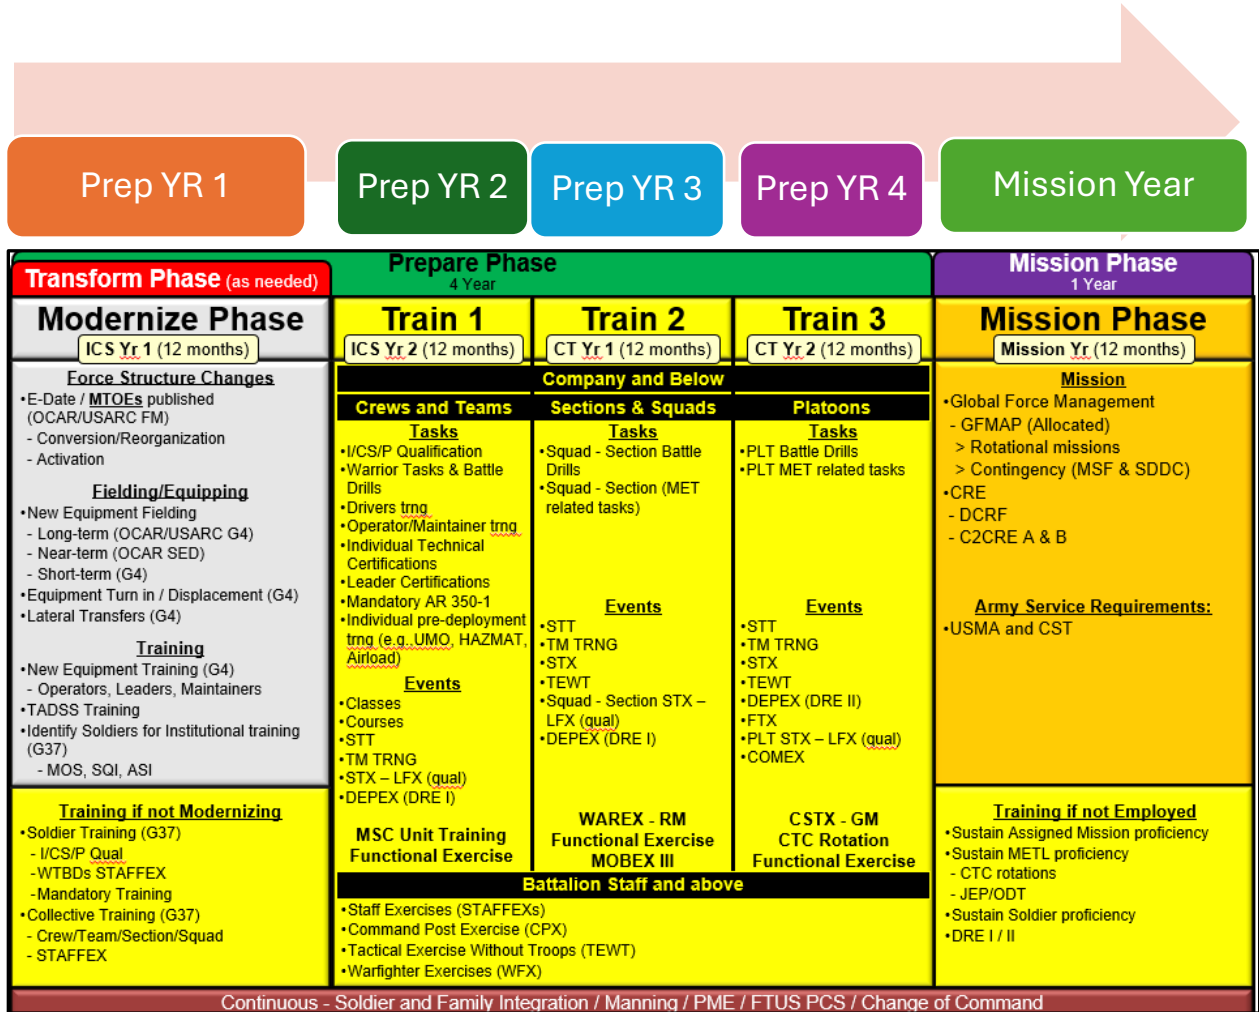 Prep YR 1
Prep YR 2
Prep YR 3
Prep YR 4
Mission Year
Transform Phase (as needed)
Prepare Phase
4 Year
Mission Phase
1 Year
Modernize Phase
ICS Yr 1 (12 months)
Train 1
ICS Yr 2 (12 months)
Train 2
CT Yr 1 (12 months)
Train 3
CT Yr 2 (12 months)
Mission Phase
Mission Yr (12 months)
Force Structure Changes
•E-Date / MTOEs published
(OCAR/USARC FM)
- Conversion/Reorganization
- Activation
Fielding/Equipping
•New Equipment Fielding
- Long-term (OCAR/USARC G4)
- Near-term (OCAR SED)
- Short-term (G4)
•Equipment Turn in / Displacement (G4)
•Lateral Transfers (G4)
Training
•New Equipment Training (G4)
- Operators, Leaders, Maintainers
•TADSS Training
•Identify Soldiers for Institutional training
(G37)
- MOS, SQI, ASI
Training if not Modernizing
•Soldier Training (G37)
- I/CS/P Qual
-WTBDs STAFFEX
-Mandatory Training
•Collective Training (G37)
- Crew/Team/Section/Squad
- STAFFEX
Company and Below
Crews and Teams
Tasks
•I/CS/P Qualification
•Warrior Tasks & Battle
Drills
•Drivers trng
•Operator/Maintainer trng
•Individual Technical
Certifications
•Leader Certifications
•Mandatory AR 350-1
•Individual pre-deployment
trng (e.g.,UMO, HAZMAT,
Airload)
Events
•Classes
•Courses
•STT
•TM TRNG
•STX – LFX (qual)
•DEPEX (DRE I)
MSC Unit Training
Functional Exercise
Sections & Squads
Tasks
•Squad - Section Battle
Drills
•Squad - Section (MET
related tasks)
Events
•STT
•TM TRNG
•STX
•TEWT
•Squad - Section STX –
LFX (qual)
•DEPEX (DRE I)
WAREX - RM
Functional Exercise
MOBEX III
Platoons
Tasks
•PLT Battle Drills
•PLT MET related tasks
Events
•STT
•TM TRNG
•STX
•TEWT
•DEPEX (DRE II)
•FTX
•PLT STX – LFX (qual)
•COMEX
CSTX - GM
CTC Rotation
Functional Exercise
Battalion Staff and above
•Staff Exercises (STAFFEXs)
•Command Post Exercise (CPX)
•Tactical Exercise Without Troops (TEWT)
•Warfighter Exercises (WFX)
Mission
•Global Force Management
- GFMAP (Allocated)
> Rotational missions
> Contingency (MSF & SDDC)
•CRE
- DCRF
- C2CRE A & B
Army Service Requirements:
•USMA and CST
Training if not Employed
•Sustain Assigned Mission proficiency
•Sustain METL proficiency
- CTC rotations
- JEP/ODT
•Sustain Soldier proficiency
•DRE I / II
Continuous - Soldier and Family Integration / Manning / PME / FTUS PCS / Change of Command